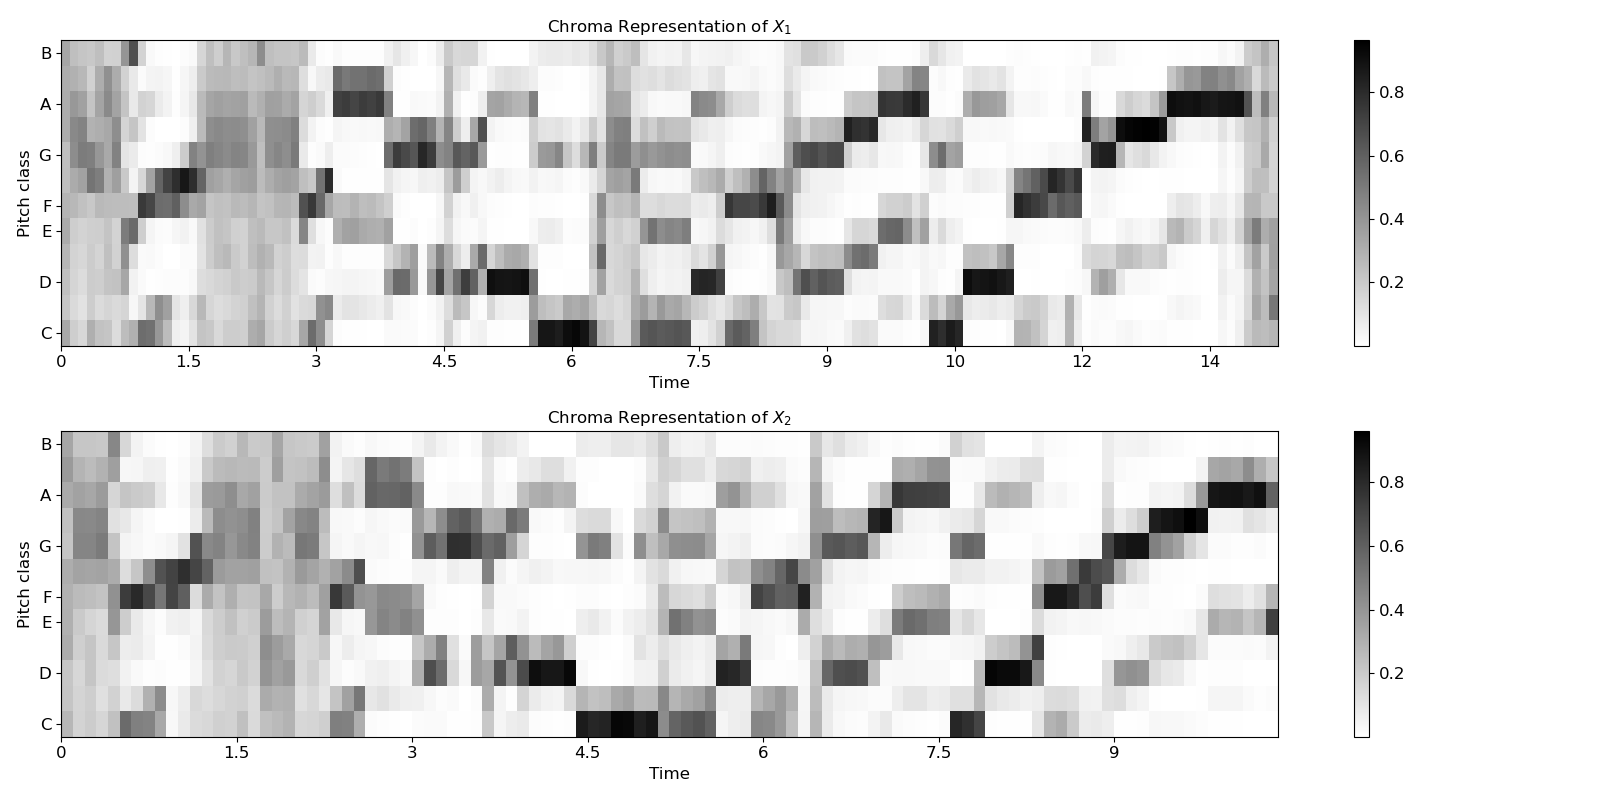 Chroma Representation of X₁
B
A
G
F
E
D
C
Pitch class
0 1.5 3 4.5 6 7.5 9 10 12 14
Time
0.8
0.6
0.4
0.2
Chroma Representation of X₂
B
A
G
F
E
D
C
Pitch class
0 1.5 3 4.5 6 7.5 9
Time
0.8
0.6
0.4
0.2